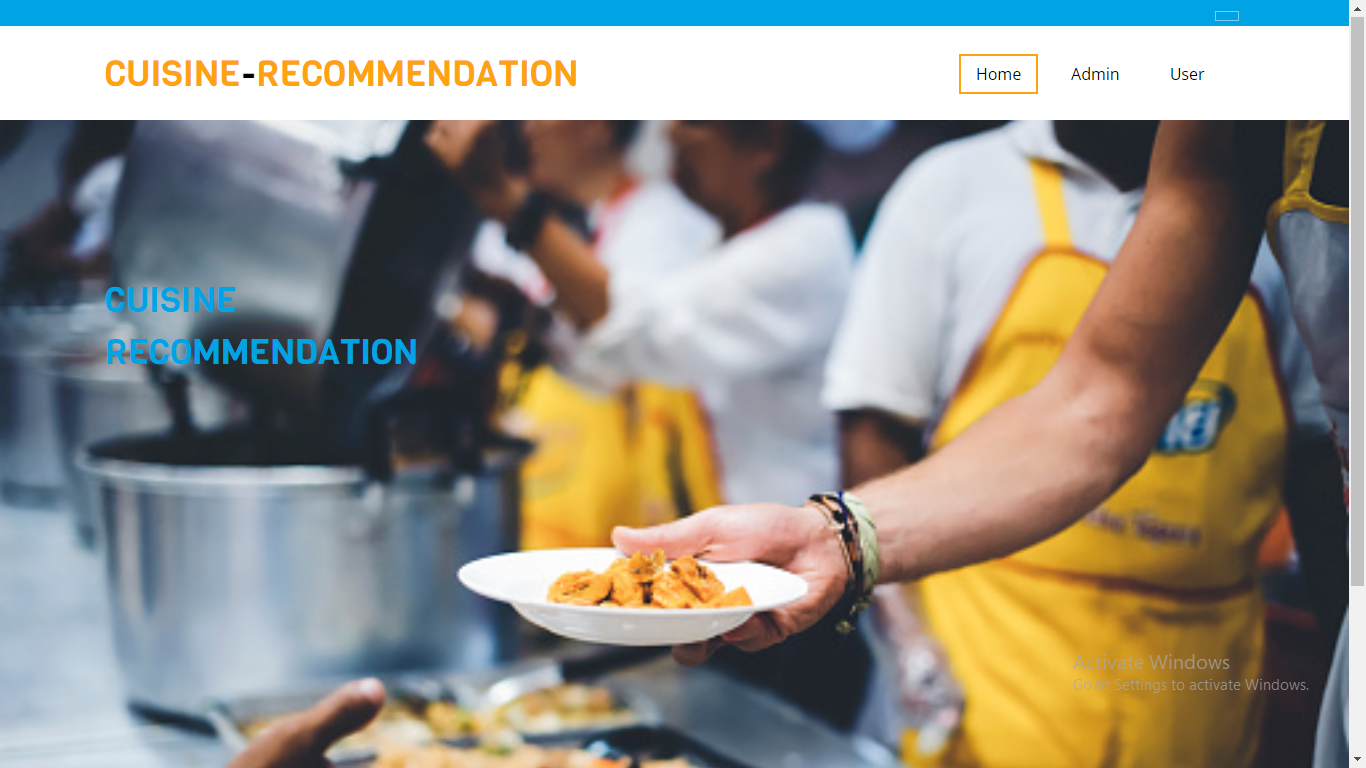 CUISINE-RECOMMENDATION
Home
Admin
User
CUISINE
RECOMMENDATION
Activate Windows
Go to Settings to activate Windows.